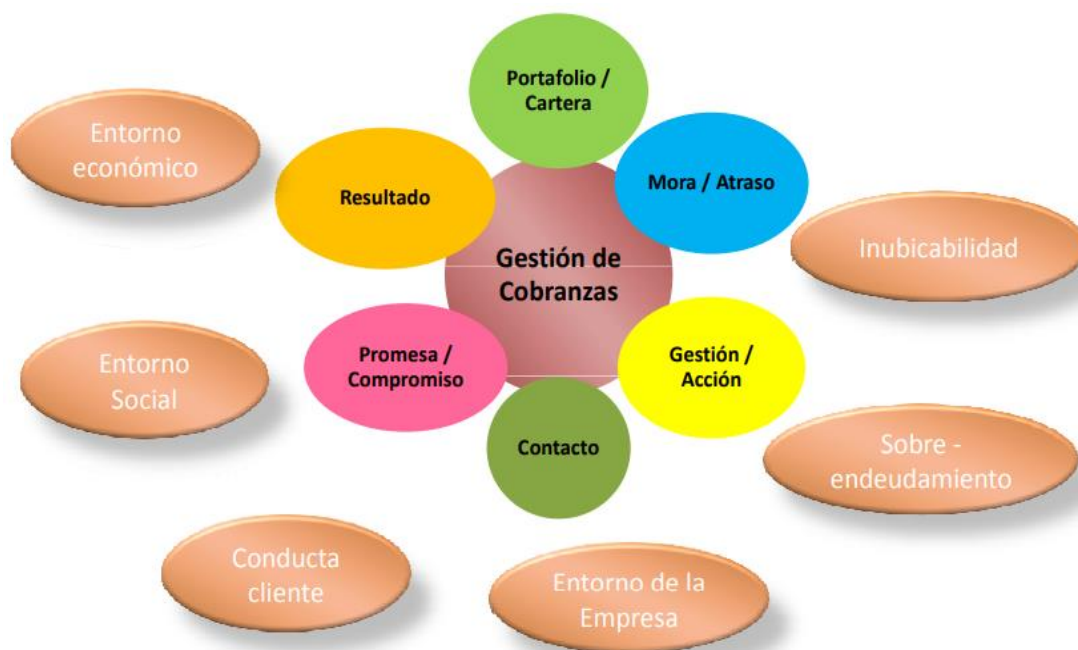 Portafolio /
Cartera
Entorno
económico
Resultado
Mora / Atraso
Gestión de
Cobranzas
Inubicabilidad
Entorno
Social
Promesa /
Compromiso
Gestión /
Acción
Contacto
Sobre -
endeudamiento
Conducta
cliente
Entorno de la
Empresa